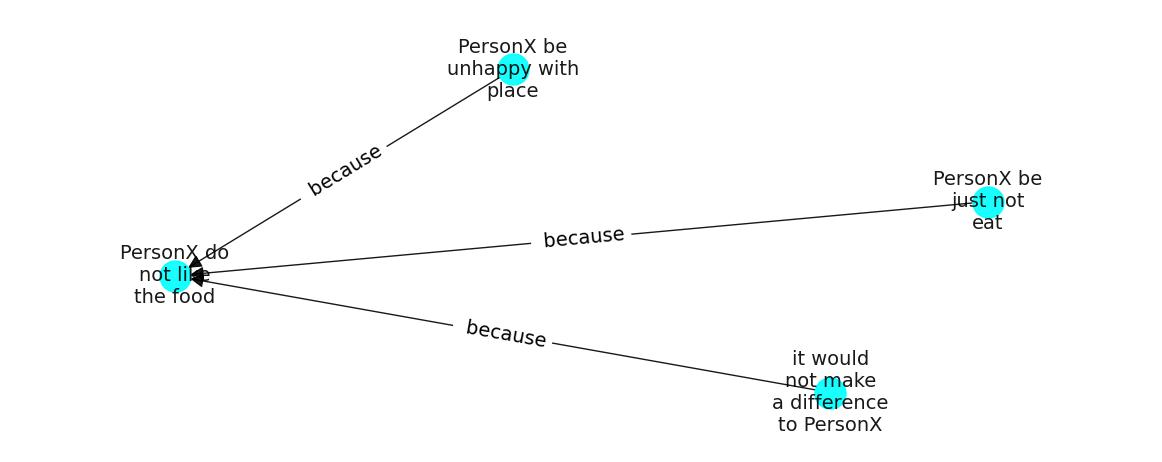 PersonX be
unhappy with
place
because
PersonX be
just not
eat
because
PersonX do
not like
the food
because
it would
not make
a difference
to PersonX